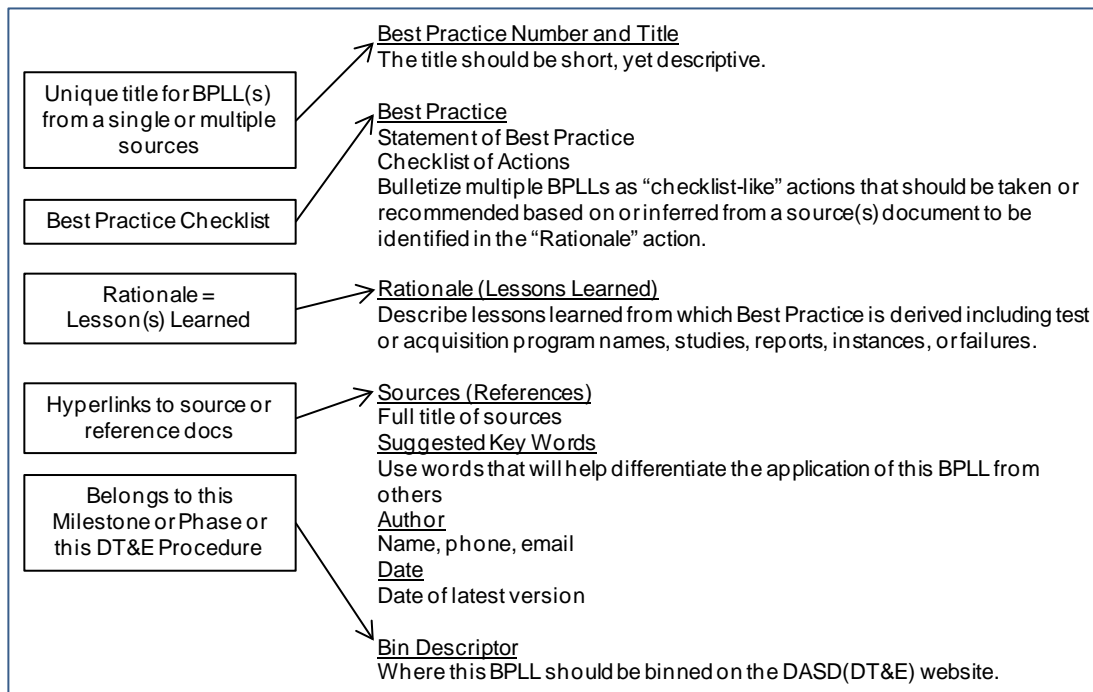 Best Practice Number and Title
The title should be short, yet descriptive.
Unique title for BPLL(s)
from a single or multiple
sources
Best Practice
Statement of Best Practice
Checklist of Actions
Bulletize multiple BPLLs as “checklist-like” actions that should be taken or
recommended based on or inferred from a source(s) document to be
identified in the “Rationale” action.
Best Practice Checklist
Rationale =
Lesson(s) Learned
Rationale (Lessons Learned)
Describe lessons learned from which Best Practice is derived including test
or acquisition program names, studies, reports, instances, or failures.
Hyperlinks to source or
reference docs
Sources (References)
Full title of sources
Suggested Key Words
Use words that will help differentiate the application of this BPLL from
others
Author
Name, phone, email
Date
Date of latest version
Belongs to this
Milestone or Phase or
this DT&E Procedure
Bin Descriptor
Where this BPLL should be binned on the DASD(DT&E) website.